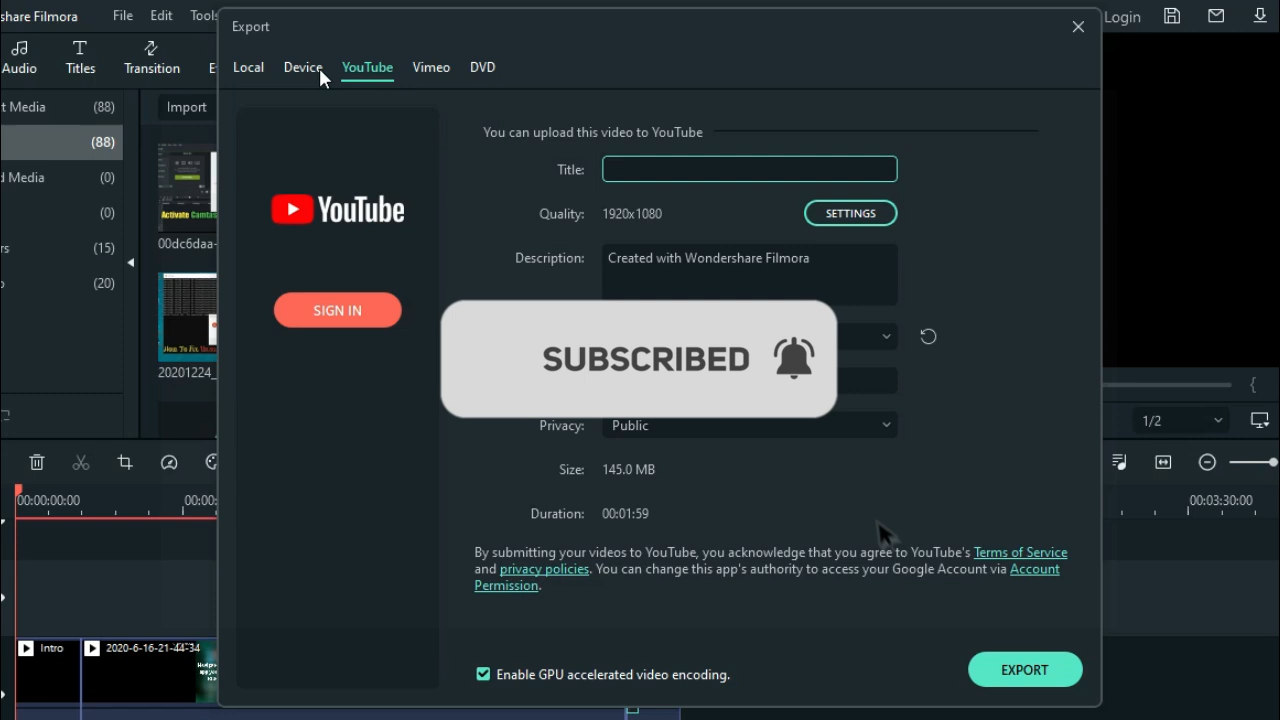 share Filmora
File
Edit
Tools
Export
Login
Audio
Titles
Transition
Local
Device
YouTube
Vimeo
DVD
t Media
(88)
Import
(88)
d Media
(0)
(0)
rs
(15)
(20)
00dc6daa-
20201224_
You can upload this video to YouTube
Title:
YouTube
Quality:
1920x1080
SETTINGS
Description:
Created with Wondershare Filmora
SIGN IN
SUBSCRIBED
Privacy:
Public
Size:
145.0 MB
Duration:
00:01:59
By submitting your videos to YouTube, you acknowledge that you agree to YouTube's Terms of Service
and privacy policies. You can change this app's authority to access your Google Account via Account
Permission.
Enable GPU accelerated video encoding.
EXPORT
1/2
00:00:00:00
00:00:
00:03:30:00
Intro
2020-6-16-21-44-34